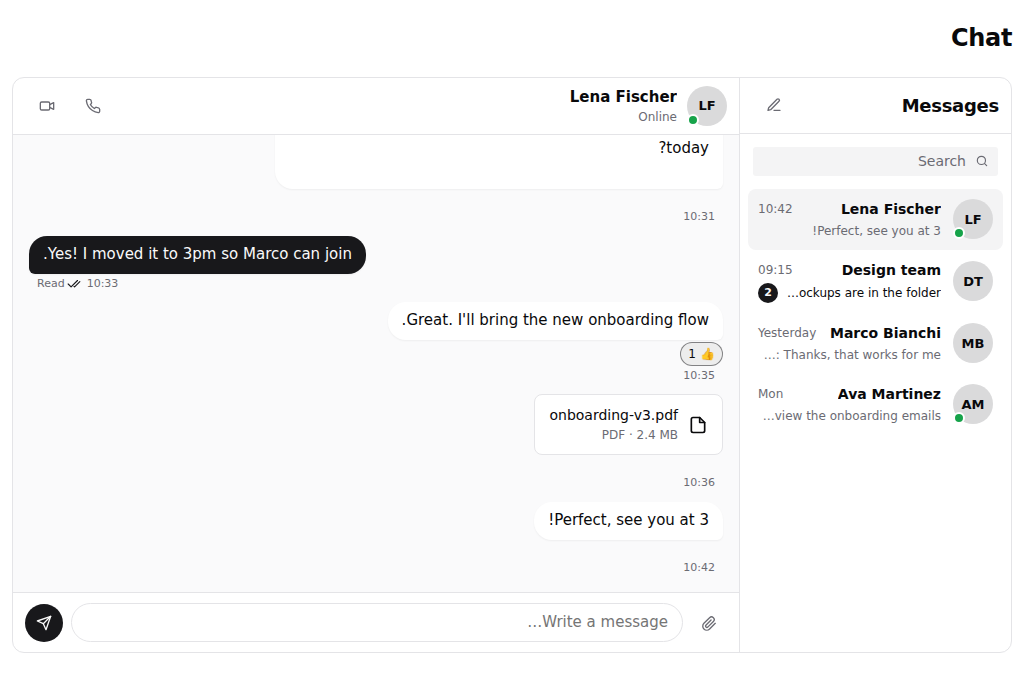 Chat
Messages
Search
LF
Lena Fischer
10:42
!Perfect, see you at 3
DT
Design team
09:15
...ockups are in the folder
2
MB
Marco Bianchi
Yesterday
...: Thanks, that works for me
AM
Ava Martinez
Mon
...view the onboarding emails
LF
Lena Fischer
Online
?today
10:31
.Yes! I moved it to 3pm so Marco can join
Read 10:33
.Great. I'll bring the new onboarding flow
1 👍
10:35
onboarding-v3.pdf
PDF · 2.4 MB
10:36
!Perfect, see you at 3
10:42
...Write a message